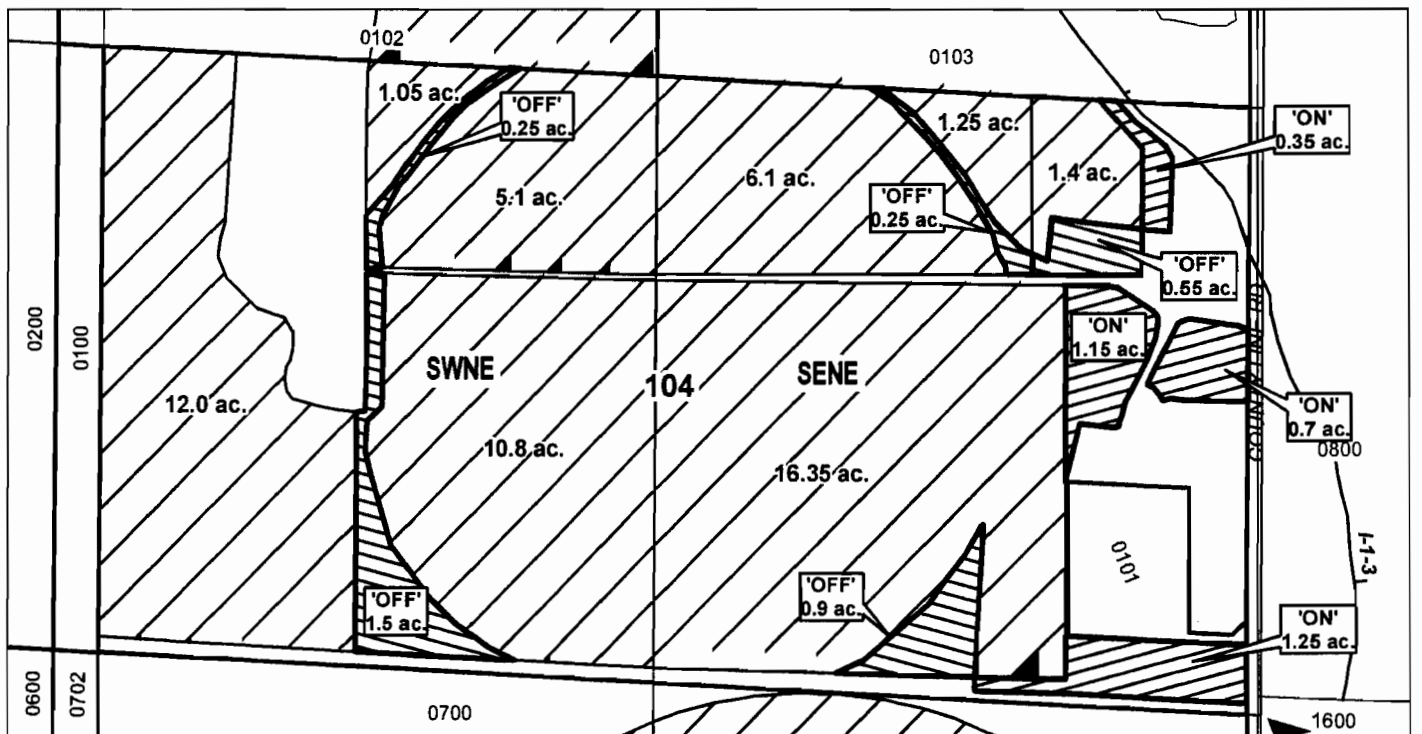 0102
0103
1.05 ac.
'OFF'
0.25 ac.
1.25 ac.
'ON'
0.35 ac.
6.1 ac.
1.4 ac.
5.1 ac.
'OFF'
0.25 ac.
'OFF'
0.55 ac.
0200
0100
'ON'
1.15 ac.
SWNE
104
SENE
12.0 ac.
'ON'
0.7 ac.
0800
10.8 ac.
16.35 ac.
0101
I-1-3
'OFF'
1.5 ac.
'OFF'
0.9 ac.
'ON'
1.25 ac.
0600
0702
0700
1600